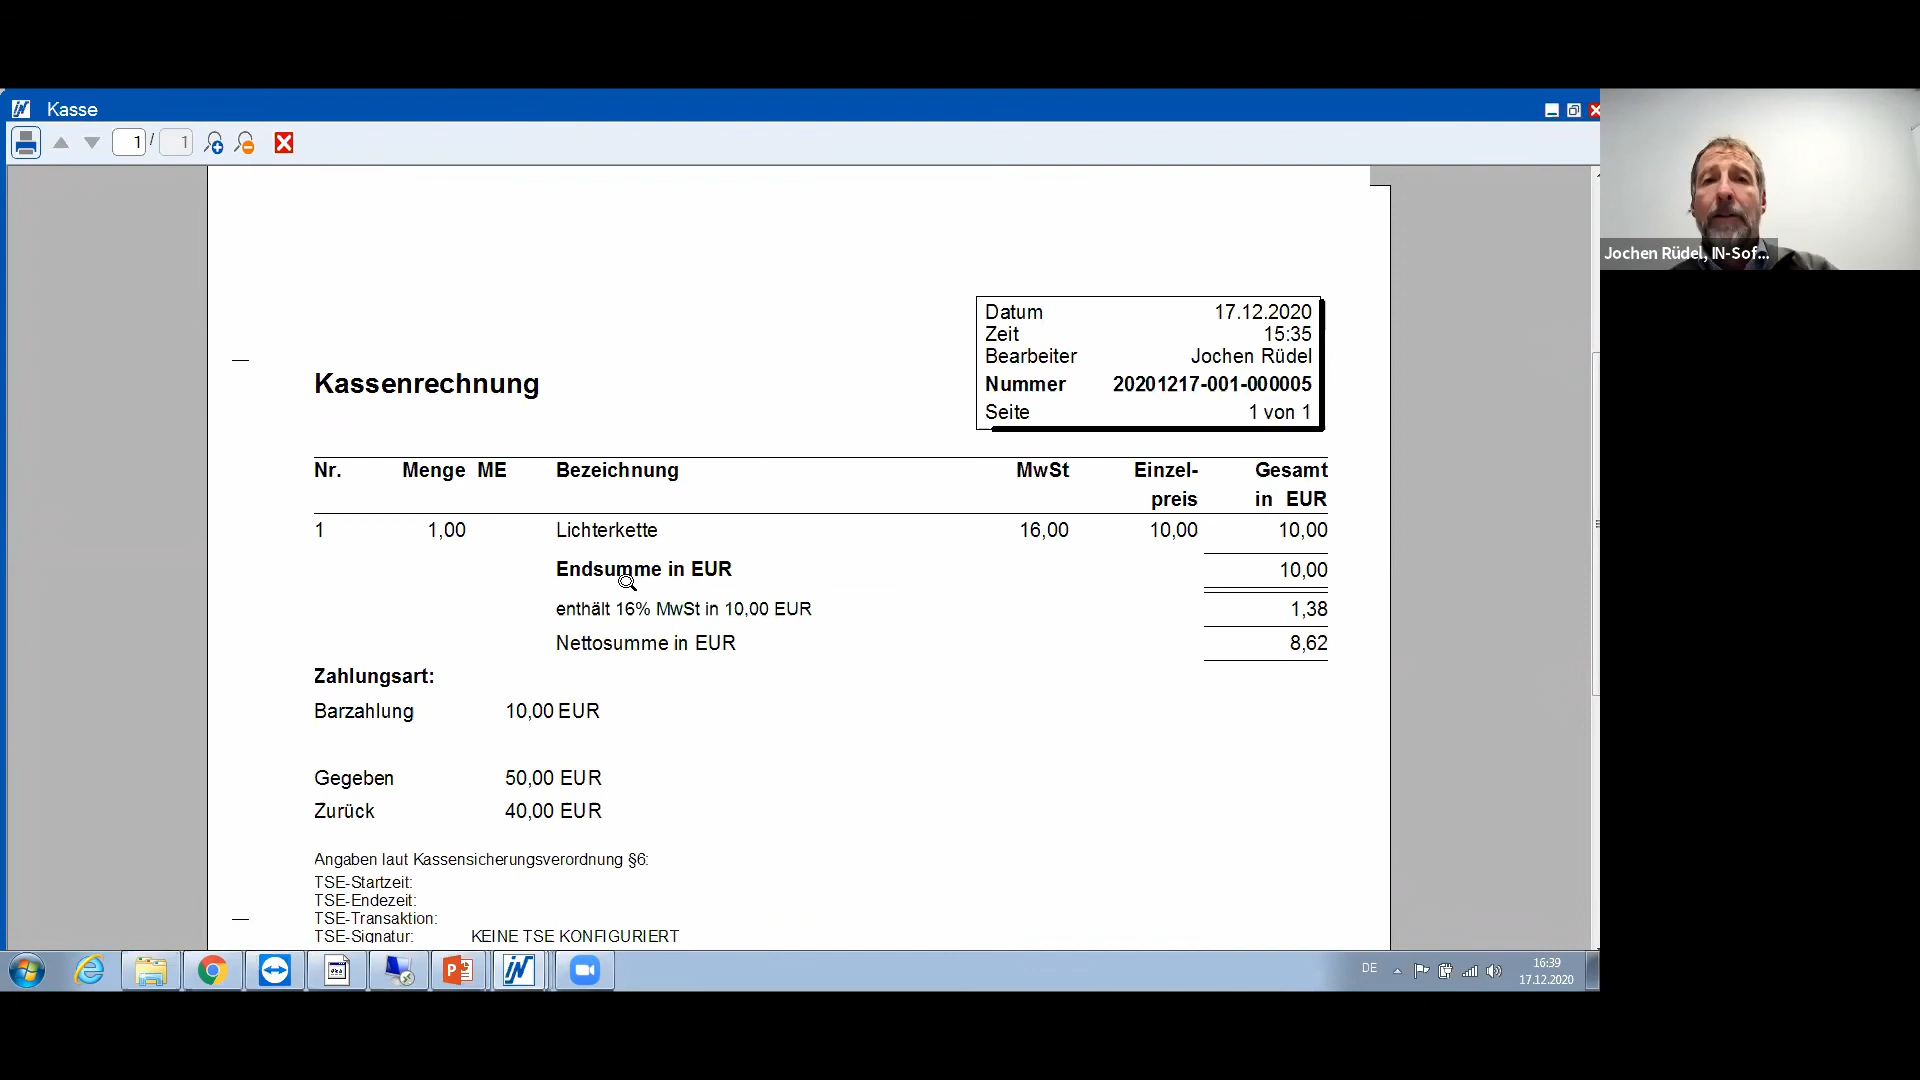 Kasse
1 / 1
Jochen Rüdel, IN-Sof...
Datum 17.12.2020
Zeit 15:35
Bearbeiter Jochen Rüdel
Nummer 20201217-001-000005
Seite 1 von 1
Kassenrechnung
Nr. Menge ME Bezeichnung MwSt Einzel- Gesamt
preis in EUR
1 1,00 Lichterkette 16,00 10,00 10,00
Endsumme in EUR 10,00
enthält 16% MwSt in 10,00 EUR 1,38
Nettosumme in EUR 8,62
Zahlungsart:
Barzahlung 10,00 EUR
Gegeben 50,00 EUR
Zurück 40,00 EUR
Angaben laut Kassensicherungsverordnung §6:
TSE-Startzeit:
TSE-Endezeit:
TSE-Transaktion:
TSE-Signatur: KEINE TSE KONFIGURIERT
DE
16:39
17.12.2020